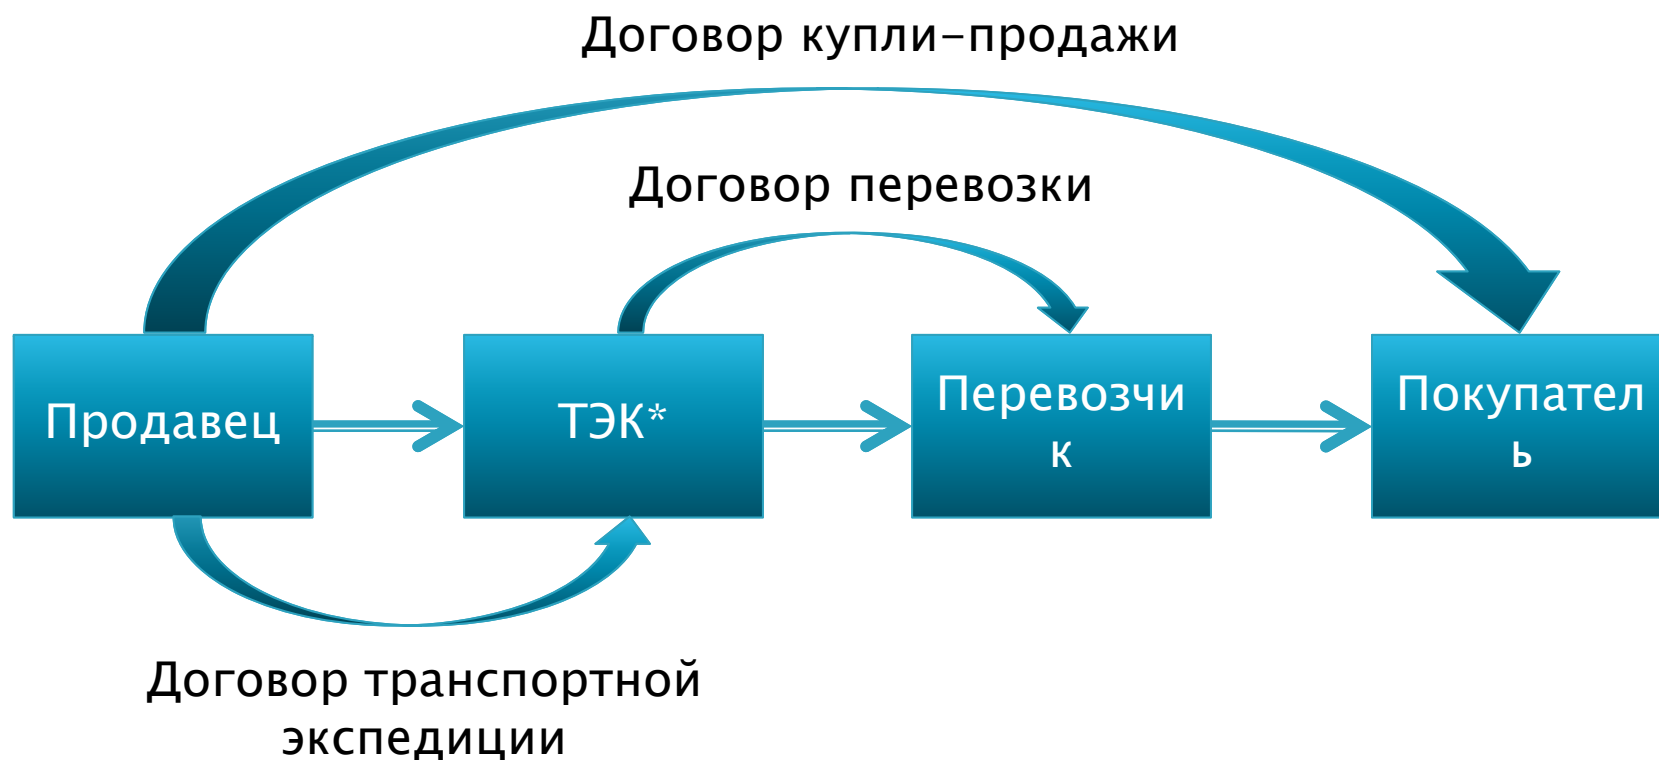 Договор купли-продажи
Договор перевозки
Продавец
ТЭК*
Перевозчи
к
Покупател
ь
Договор транспортной
экспедиции